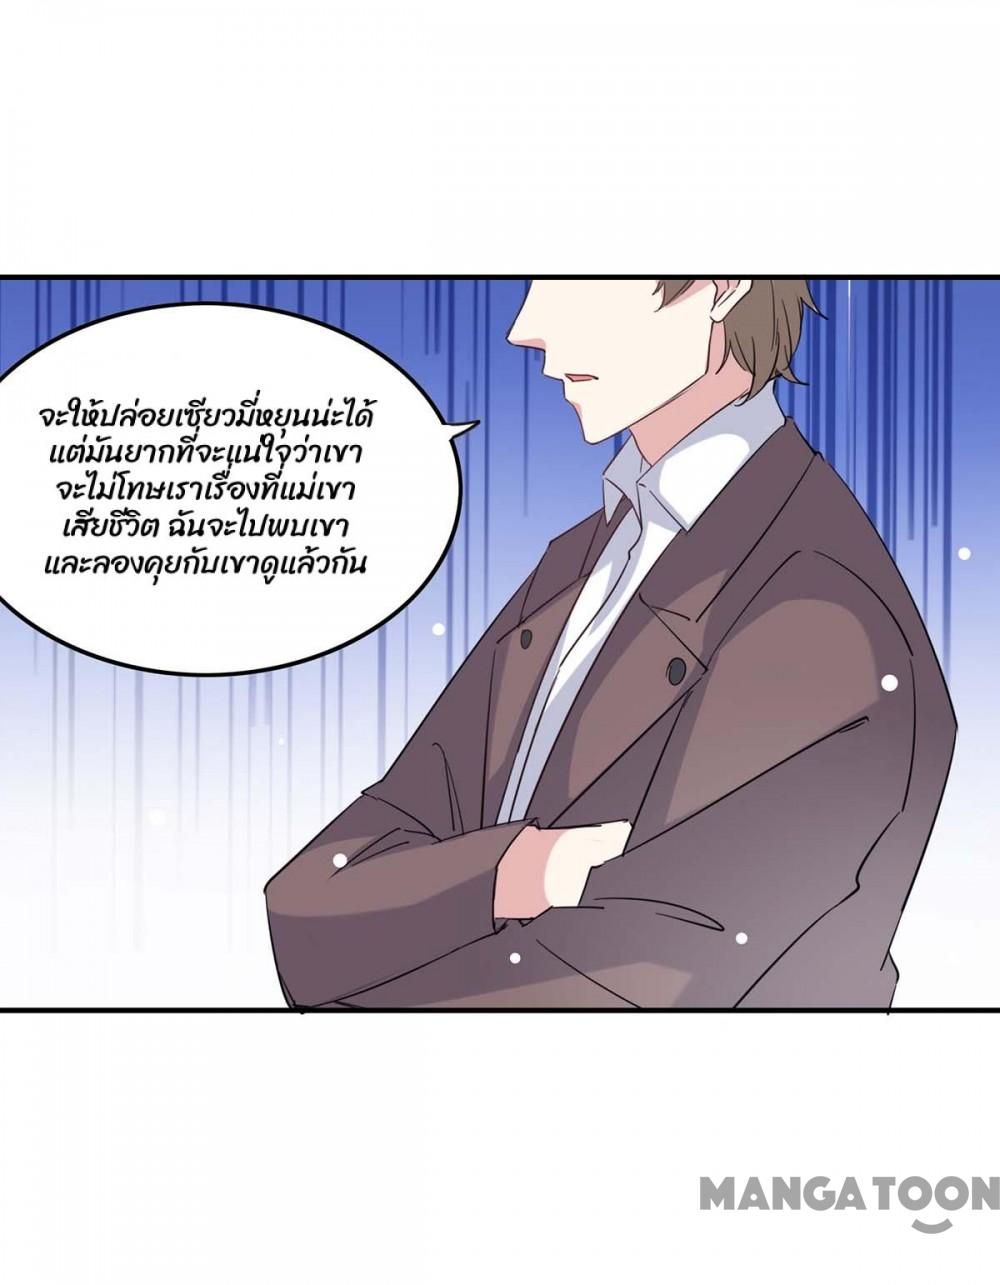 จะให้ปล่อยเซียวมี่หยุนน่ะได้
แต่มันยากที่จะแน่ใจว่าเขา
จะไม่โทษเราเรื่องที่แม่เขา
เสียชีวิต ฉันจะไปพบเขา
และลองคุยกับเขาดูแล้วกัน
MANGATOON